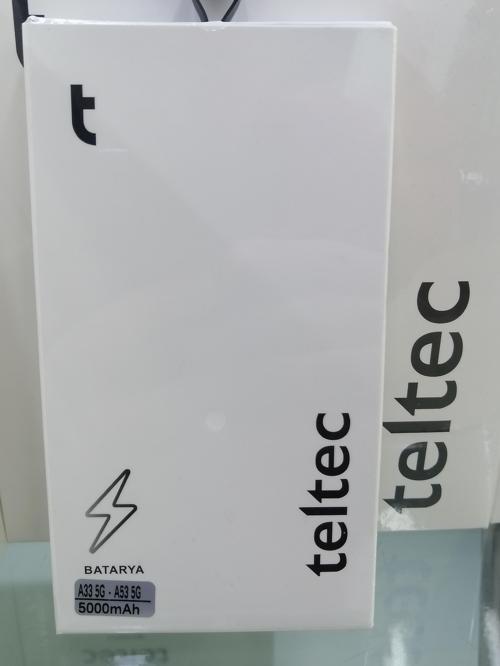 t
teltec
BATARYA
A33 5G - A53 5G
5000mAh
teltec